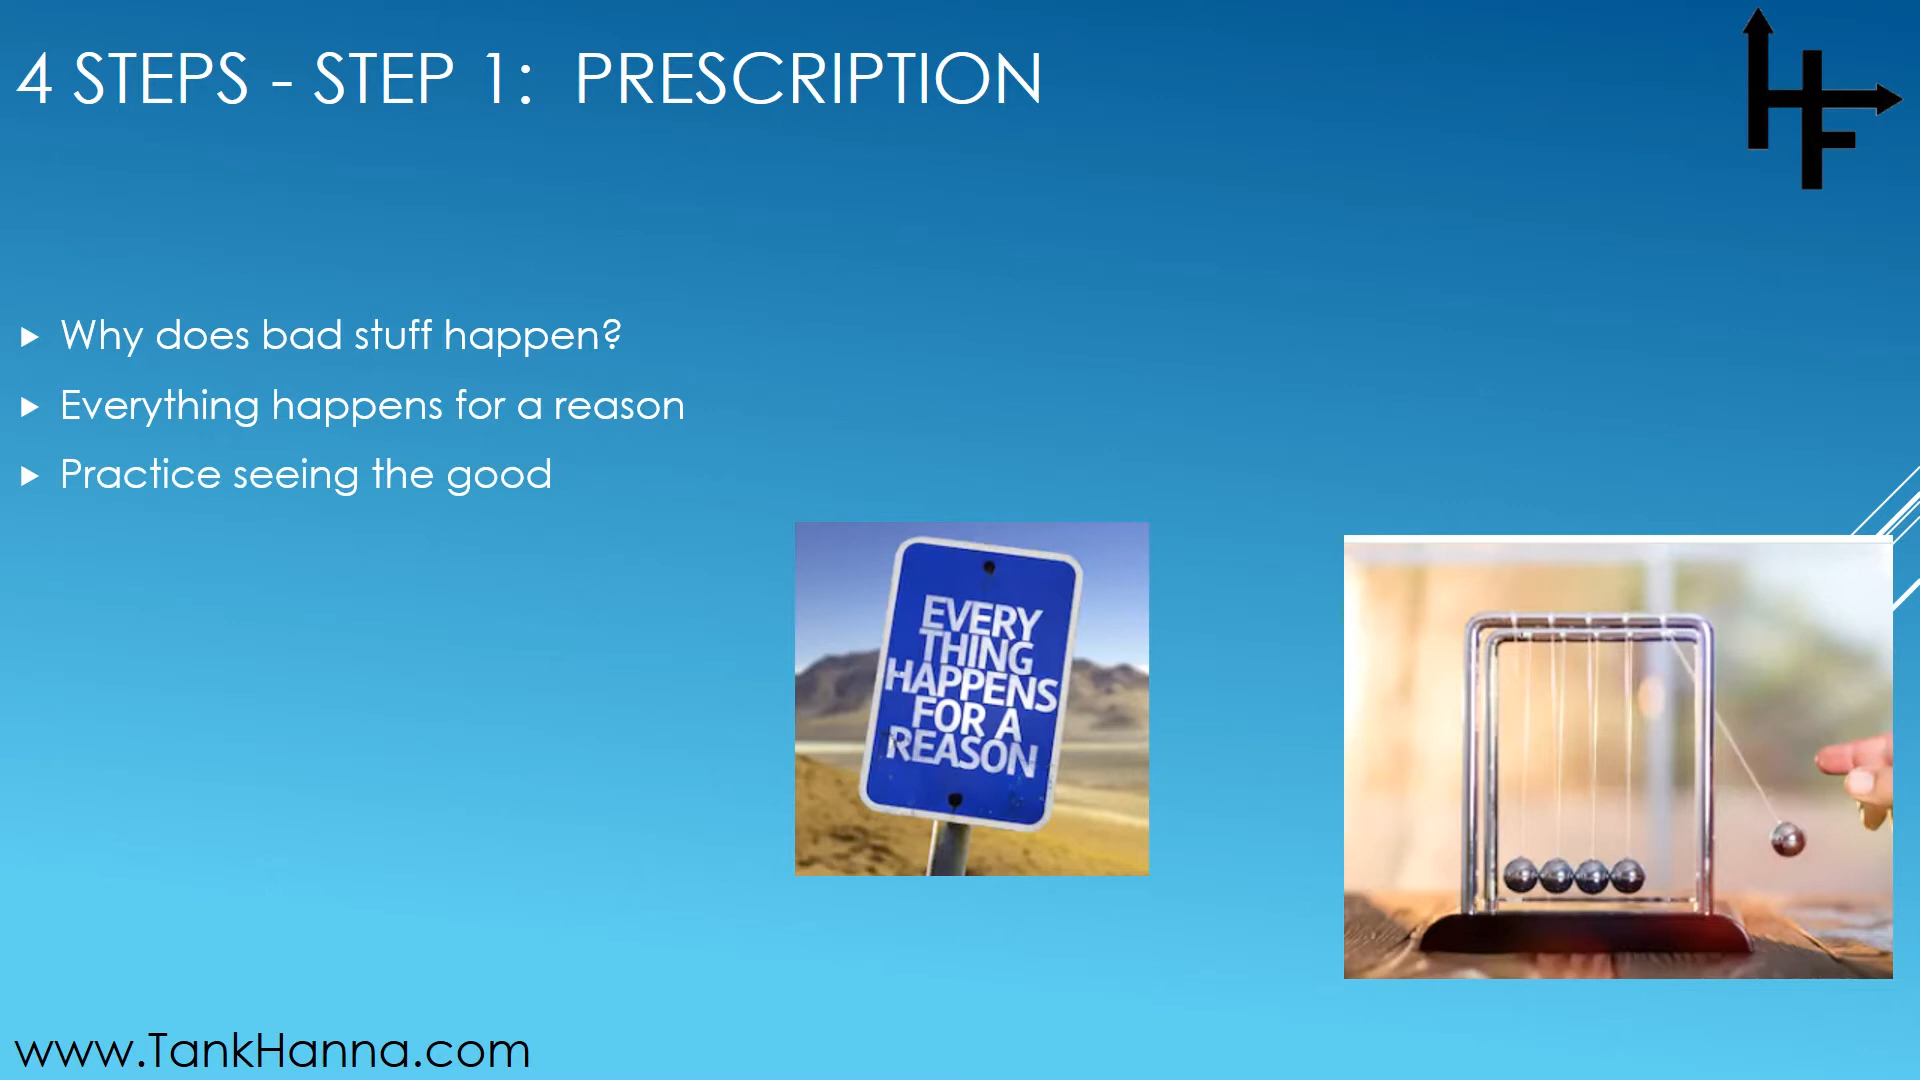 4 STEPS - STEP 1: PRESCRIPTION
HF
Why does bad stuff happen?
Everything happens for a reason
Practice seeing the good
EVERY
THING
HAPPENS
FOR A
REASON
www.TankHanna.com